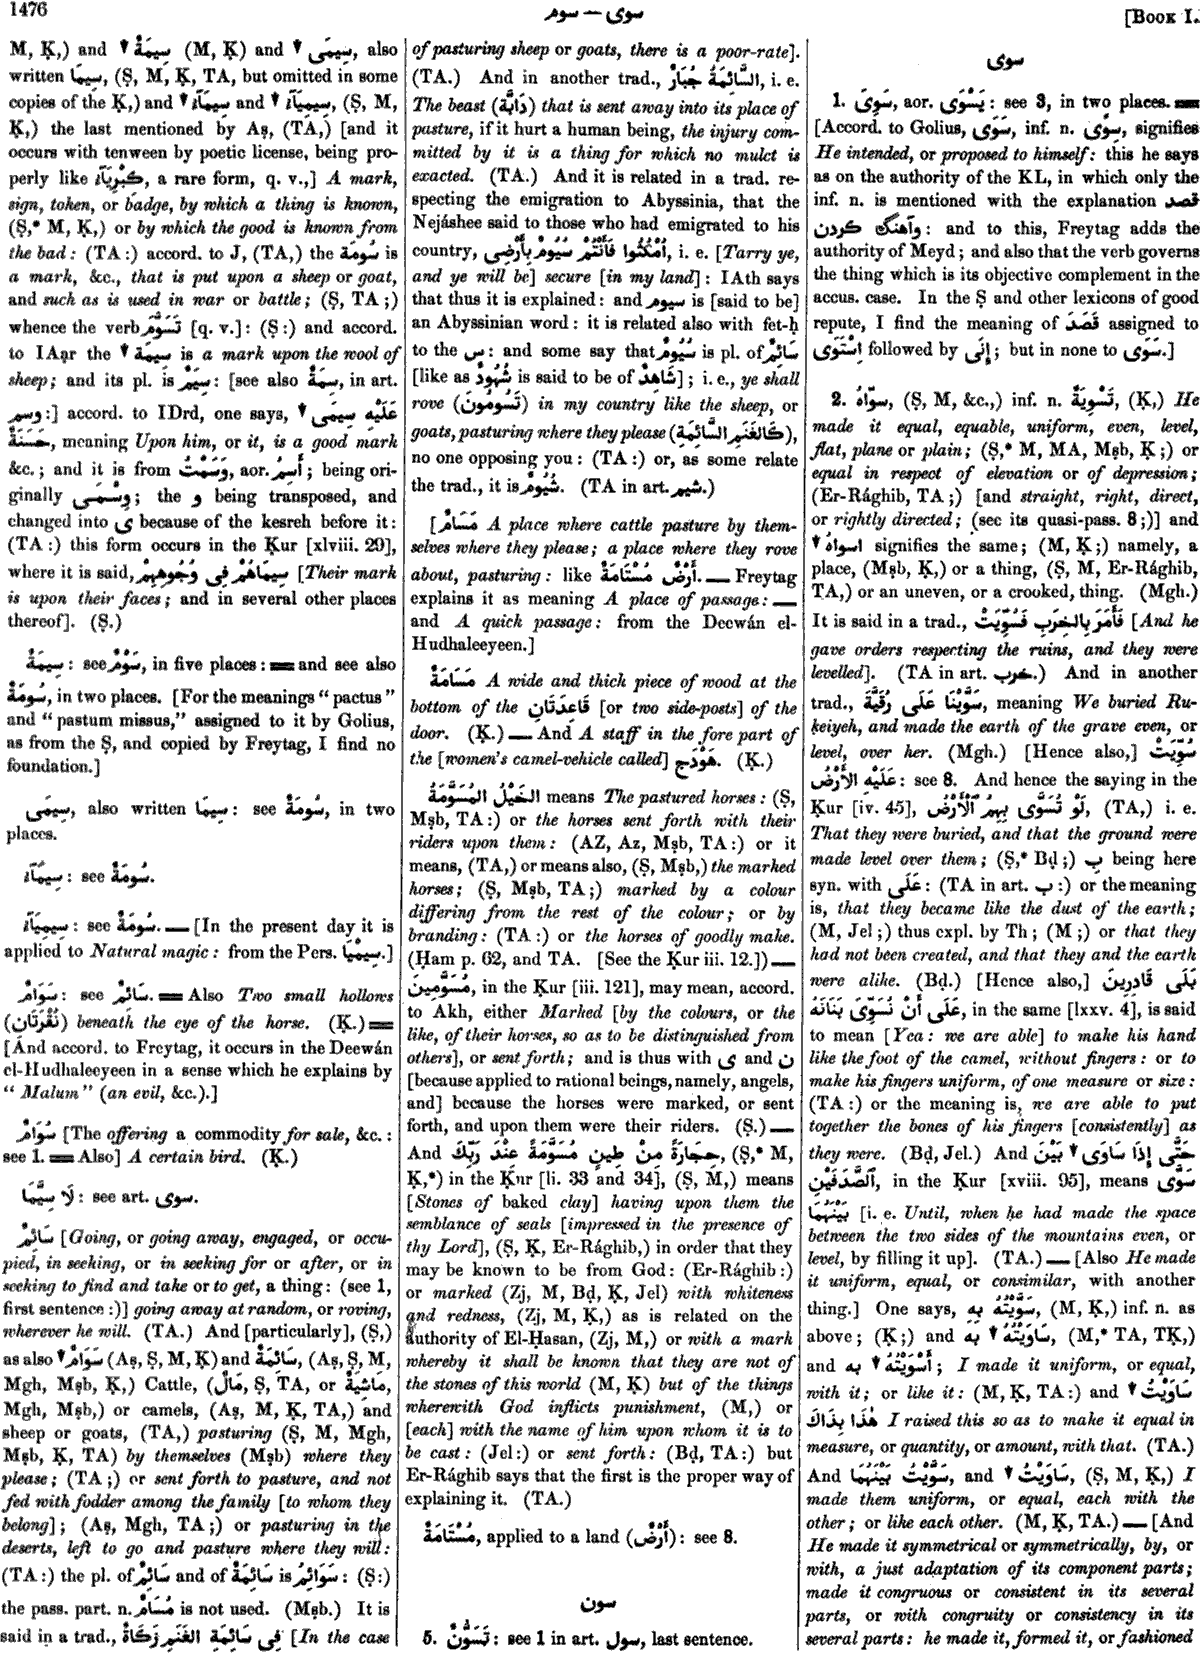 1476
سوى — سوم
[Book I.
M, Ḳ,) and ▼ سِيمَةٌ (M, Ḳ) and ▼ سِيمَى, also
written سِيمَا, (Ṣ, M, Ḳ, TA, but omitted in some
copies of the Ḳ,) and ▼ سِيمَآءُ and ▼ سِيمِيَآءُ, (Ṣ, M,
Ḳ,) the last mentioned by Aṣ, (TA,) [and it
occurs with tenween by poetic license, being pro-
perly like كِبْرِيَآءُ, a rare form, q. v.,] A mark,
sign, token, or badge, by which a thing is known,
(Ṣ,* M, Ḳ,) or by which the good is known from
the bad: (TA:) accord. to J, (TA,) the سُومَة is
a mark, &c., that is put upon a sheep or goat,
and such as is used in war or battle; (Ṣ, TA;)
whence the verb تَسَوَّمَ [q. v.]: (Ṣ:) and accord.
to IAạr the ▼ سِيمَة is a mark upon the wool of
sheep; and its pl. is سِيَمٌ: [see also سِمَةٌ, in art.
وسم:] accord. to IDrd, one says, ▼ عَلَيْهِ سِيمَى
حَسَنَةٌ, meaning Upon him, or it, is a good mark
&c.; and it is from وَسَمْتُ, aor. أَسِمُ; being ori-
ginally وِسْمَى; the و being transposed, and
changed into ى because of the kesreh before it:
(TA:) this form occurs in the Ḳur [xlviii. 29],
where it is said, سِيمَاهُمْ فِى وُجُوهِهِمْ [Their mark
is upon their faces; and in several other places
thereof]. (Ṣ.)
سِيمَةٌ: see سَوْمٌ, in five places: ═ and see also
سُومَةٌ, in two places. [For the meanings “pactus”
and “pastum missus,” assigned to it by Golius,
as from the Ṣ, and copied by Freytag, I find no
foundation.]
سِيمَى, also written سِيمَا: see سُومَةٌ, in two
places.
سِيمَآءُ: see سُومَةٌ.
سِيمِيَآءُ: see سُومَةٌ. — [In the present day it is
applied to Natural magic: from the Pers. سِيمِيَا.]
سَوَامٌ: see سَائِمٌ. ═ Also Two small hollows
(نُقْرَتَانِ) beneath the eye of the horse. (Ḳ.) ═
[And accord. to Freytag, it occurs in the Deewán
el-Hudhaleeyeen in a sense which he explains by
“Malum” (an evil, &c.).]
سُوَامٌ [The offering a commodity for sale, &c.:
see 1. ═ Also] A certain bird. (Ḳ.)
لَا سِيَّمَا: see art. سوى.
سَائِمٌ [Going, or going away, engaged, or occu-
pied, in seeking, or in seeking for or after, or in
seeking to find and take or to get, a thing: (see 1,
first sentence:)] going away at random, or roving,
wherever he will. (TA.) And [particularly], (Ṣ,)
as also ▼ سَوَامٌ (Aṣ, Ṣ, M, Ḳ) and سَائِمَةٌ, (Aṣ, Ṣ, M,
Mgh, Mṣb, Ḳ,) Cattle, (مَالٌ, Ṣ, TA, or مَاشِيَةٌ,
Mgh, Mṣb,) or camels, (Aṣ, M, Ḳ, TA,) and
sheep or goats, (TA,) pasturing (Ṣ, M, Mgh,
Mṣb, Ḳ, TA) by themselves (Mṣb) where they
please; (TA;) or sent forth to pasture, and not
fed with fodder among the family [to whom they
belong]; (Aṣ, Mgh, TA;) or pasturing in the
deserts, left to go and pasture where they will:
(TA:) the pl. of سَائِمٌ and of سَائِمَةٌ is سَوَائِمُ: (Ṣ:)
the pass. part. n. مُسَامٌ is not used. (Mṣb.) It is
said in a trad., فِى سَائِمَةِ الغَنَمِ زَكَاةٌ [In the case
of pasturing sheep or goats, there is a poor-rate].
(TA.) And in another trad., السَّائِمَةُ جُبَارٌ, i. e.
The beast (دَابَّة) that is sent away into its place of
pasture, if it hurt a human being, the injury com-
mitted by it is a thing for which no mulct is
exacted. (TA.) And it is related in a trad. re-
specting the emigration to Abyssinia, that the
Nejáshee said to those who had emigrated to his
country, اُمْكُثُوا فَأَنْتُمْ سُيُومٌ بِأَرْضِى, i. e. [Tarry ye,
and ye will be] secure [in my land]: IAth says
that thus it is explained: and سيوم is [said to be]
an Abyssinian word: it is related also with fet-ḥ
to the س: and some say that سُيُومٌ is pl. of سَائِمٌ
[like as شُهُودٌ is said to be of شَاهِدٌ]; i. e., ye shall
rove (تَسُومُونَ) in my country like the sheep, or
goats, pasturing where they please (كَالغَنَمِ السَّائِمَةِ),
no one opposing you: (TA:) or, as some relate
the trad., it is شُيُومٌ. (TA in art. شيم.)
[مَسَامٌ A place where cattle pasture by them-
selves where they please; a place where they rove
about, pasturing: like أَرْضٌ مُسْتَامَةٌ. — Freytag
explains it as meaning A place of passage: —
and A quick passage: from the Deewán el-
Hudhaleeyeen.]
مَسَامَةٌ A wide and thick piece of wood at the
bottom of the قَاعِدَتَانِ [or two side-posts] of the
door. (Ḳ.) — And A staff in the fore part of
the [women's camel-vehicle called] هَوْدَج. (Ḳ.)
الخَيْلُ المُسَوَّمَةُ means The pastured horses: (Ṣ,
Mṣb, TA:) or the horses sent forth with their
riders upon them: (AZ, Az, Mṣb, TA:) or it
means, (TA,) or means also, (Ṣ, Mṣb,) the marked
horses; (Ṣ, Mṣb, TA;) marked by a colour
differing from the rest of the colour; or by
branding: (TA:) or the horses of goodly make.
(Ḥam p. 62, and TA. [See the Ḳur iii. 12.]) —
مُسَوَّمِينَ, in the Ḳur [iii. 121], may mean, accord.
to Akh, either Marked [by the colours, or the
like, of their horses, so as to be distinguished from
others], or sent forth; and is thus with ى and ن
[because applied to rational beings, namely, angels,
and] because the horses were marked, or sent
forth, and upon them were their riders. (Ṣ.) —
And حِجَارَةً مِنْ طِينٍ مُسَوَّمَةً عِنْدَ رَبِّكَ, (Ṣ,* M,
Ḳ,*) in the Ḳur [li. 33 and 34], (Ṣ, M,) means
[Stones of baked clay] having upon them the
semblance of seals [impressed in the presence of
thy Lord], (Ṣ, Ḳ, Er-Rághib,) in order that they
may be known to be from God: (Er-Rághib:)
or marked (Zj, M, Bḍ, Ḳ, Jel) with whiteness
and redness, (Zj, M, Ḳ,) as is related on the
authority of El-Ḥasan, (Zj, M,) or with a mark
whereby it shall be known that they are not of
the stones of this world (M, Ḳ) but of the things
wherewith God inflicts punishment, (M,) or
[each] with the name of him upon whom it is to
be cast: (Jel:) or sent forth: (Bḍ, TA:) but
Er-Rághib says that the first is the proper way of
explaining it. (TA.)
مُسْتَامَةٌ, applied to a land (أَرْضٌ): see 8.
سون
5. تَسَوُّنٌ: see 1 in art. سول, last sentence.
سوى
1. سَوِىَ, aor. يَسْوَى: see 3, in two places. ═
[Accord. to Golius, سَوَى, inf. n. سِوًى, signifies
He intended, or proposed to himself: this he says
as on the authority of the KL, in which only the
inf. n. is mentioned with the explanation قصد
وآهنگ کردن: and to this, Freytag adds the
authority of Meyd; and also that the verb governs
the thing which is its objective complement in the
accus. case. In the Ṣ and other lexicons of good
repute, I find the meaning of قَصَدَ assigned to
اِسْتَوَى followed by إِلَى; but in none to سَوَى.]
2. سوّاهُ, (Ṣ, M, &c.,) inf. n. تَسْوِيَةٌ, (Ḳ,) He
made it equal, equable, uniform, even, level,
flat, plane or plain; (Ṣ,* M, MA, Mṣb, Ḳ;) or
equal in respect of elevation or of depression;
(Er-Rághib, TA;) [and straight, right, direct,
or rightly directed; (see its quasi-pass. 8;)] and
▼ اسواهُ signifies the same; (M, Ḳ;) namely, a
place, (Mṣb, Ḳ,) or a thing, (Ṣ, M, Er-Rághib,
TA,) or an uneven, or a crooked, thing. (Mgh.)
It is said in a trad., فَأَمَرَ بِالخَرِبِ فَسُوِّيَتْ [And he
gave orders respecting the ruins, and they were
levelled]. (TA in art. خرب.) And in another
trad., سَوَّيْنَا عَلَى رُقَيَّةَ, meaning We buried Ru-
ḳeiyeh, and made the earth of the grave even, or
level, over her. (Mgh.) [Hence also,] سُوِّيَتْ
عَلَيْهِ الأَرْضُ: see 8. And hence the saying in the
Ḳur [iv. 45], لَوْ تُسَوَّى بِهِمُ ٱلْأَرْضُ, (TA,) i. e.
That they were buried, and that the ground were
made level over them; (Ṣ,* Bḍ;) بِ being here
syn. with عَلَى: (TA in art. ب:) or the meaning
is, that they became like the dust of the earth;
(M, Jel;) thus expl. by Th; (M;) or that they
had not been created, and that they and the earth
were alike. (Bḍ.) [Hence also,] بَلَى قَادِرِينَ
عَلَى أَنْ نُسَوِّىَ بَنَانَهُ, in the same [lxxv. 4], is said
to mean [Yea: we are able] to make his hand
like the foot of the camel, without fingers: or to
make his fingers uniform, of one measure or size:
(TA:) or the meaning is, we are able to put
together the bones of his fingers [consistently] as
they were. (Bḍ, Jel.) And حَتَّى إِذَا سَاوَى ▼ بَيْنَ
ٱلصَّدَفَيْنِ, in the Ḳur [xviii. 95], means سَوَّى
بَيْنَهُمَا [i. e. Until, when he had made the space
between the two sides of the mountains even, or
level, by filling it up]. (TA.) — [Also He made
it uniform, equal, or consimilar, with another
thing.] One says, سَوَّيْتُهُ بِهِ, (M, Ḳ,) inf. n. as
above; (Ḳ;) and سَاوَيْتُهُ ▼ به, (M,* TA, TḲ,)
and أَسْوَيْتُهُ ▼ به; I made it uniform, or equal,
with it; or like it: (M, Ḳ, TA:) and ▼ سَاوَيْتُ
هٰذَا بِذَاكَ I raised this so as to make it equal in
measure, or quantity, or amount, with that. (TA.)
And سَوَّيْتُ بَيْنَهُمَا, and ▼ سَاوَيْتُ, (Ṣ, M, Ḳ,) I
made them uniform, or equal, each with the
other; or like each other. (M, Ḳ, TA.) — [And
He made it symmetrical or symmetrically, by, or
with, a just adaptation of its component parts;
made it congruous or consistent in its several
parts, or with congruity or consistency in its
several parts: he made it, formed it, or fashioned